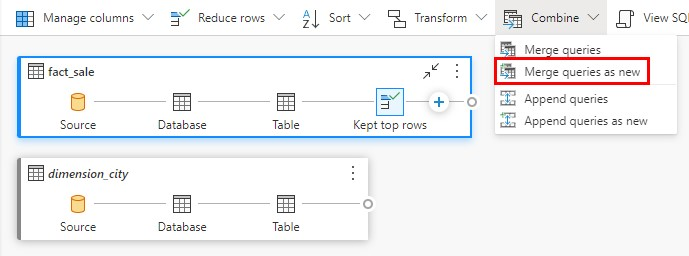 Manage columns Reduce rows Sort Transform Combine View SQ
Merge queries
Merge queries as new
Append queries
Append queries as new
fact_sale
Source Database Table Kept top rows
dimension_city
Source Database Table